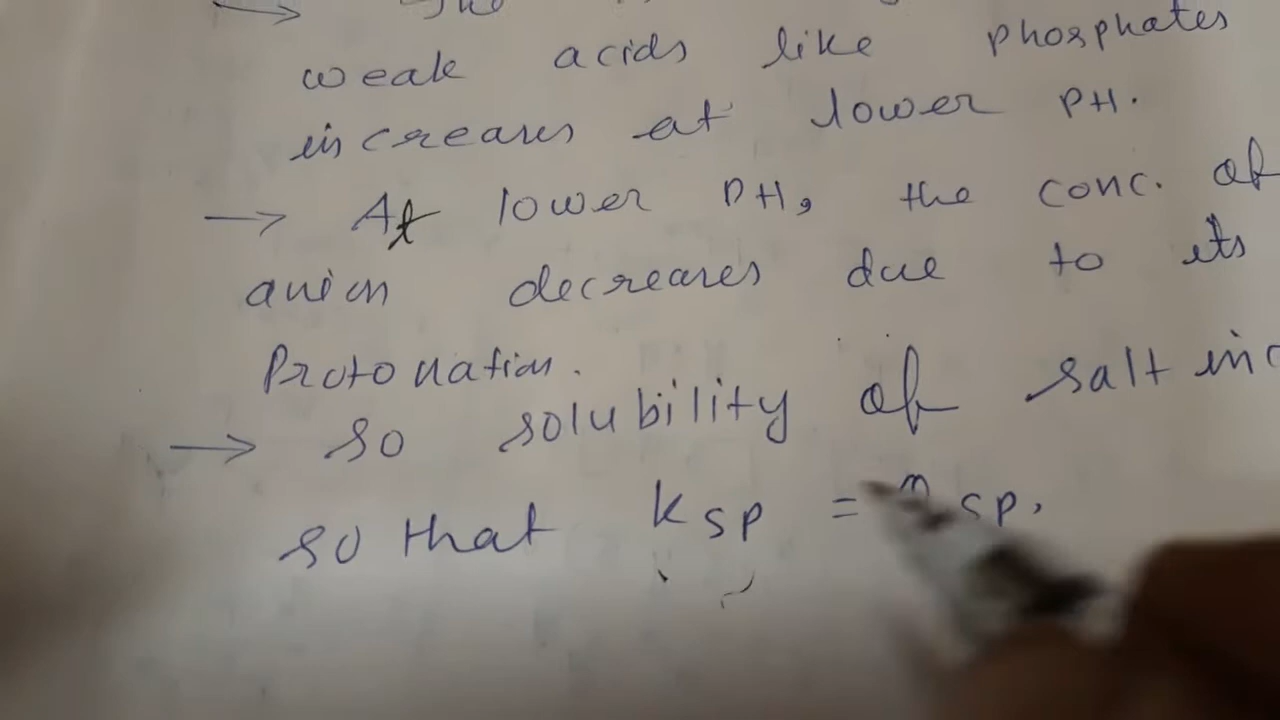 weak acids like phosphates
increases at lower PH.
→ At lower PH, the conc. of
anion decreases due to its
Protonation.
→ so solubility of salt inc
so that Ksp = sp.